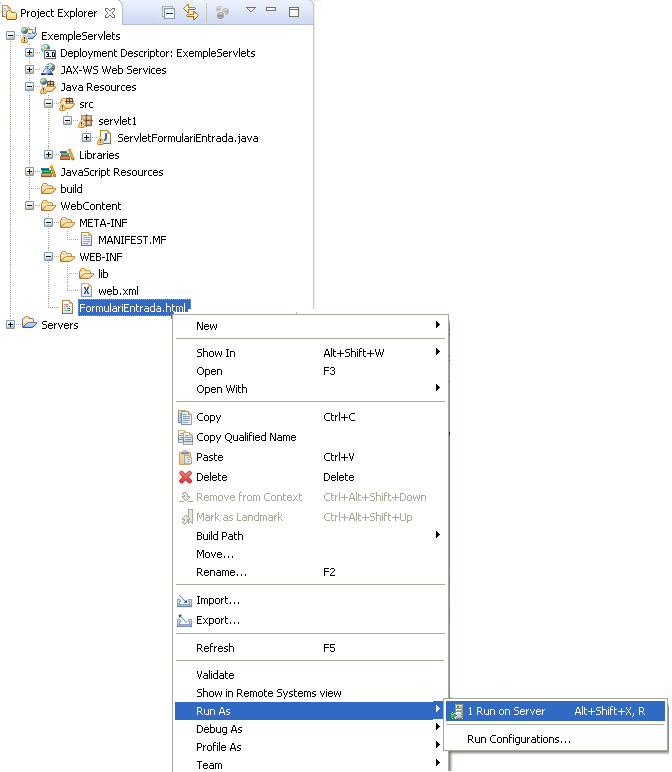 Project Explorer
ExempleServlets
3.0 Deployment Descriptor: ExempleServlets
JAX-WS Web Services
Java Resources
src
servlet1
ServletFormulariEntrada.java
Libraries
JavaScript Resources
build
WebContent
META-INF
MANIFEST.MF
WEB-INF
lib
web.xml
FormulariEntrada.html
Servers
New
Show In Alt+Shift+W
Open F3
Open With
Copy Ctrl+C
Copy Qualified Name
Paste Ctrl+V
Delete Delete
Remove from Context Ctrl+Alt+Shift+Down
Mark as Landmark Ctrl+Alt+Shift+Up
Build Path
Move...
Rename... F2
Import...
Export...
Refresh F5
Validate
Show in Remote Systems view
Run As
1 Run on Server Alt+Shift+X, R
Debug As
Run Configurations...
Profile As
Team